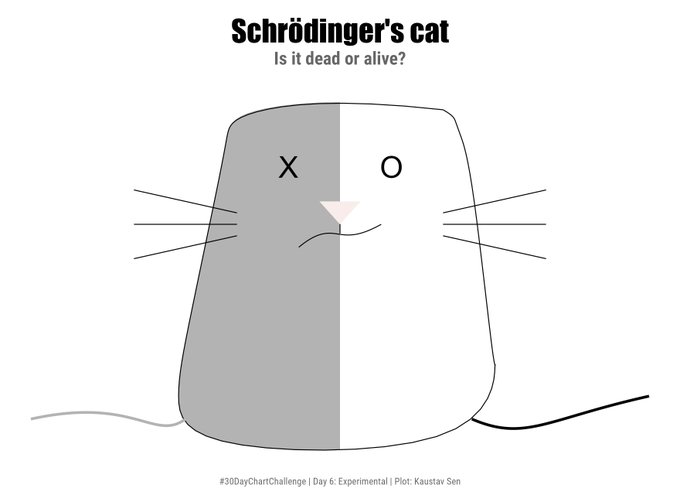 Schrödinger's cat
Is it dead or alive?
X O
#30DayChartChallenge | Day 6: Experimental | Plot: Kaustav Sen